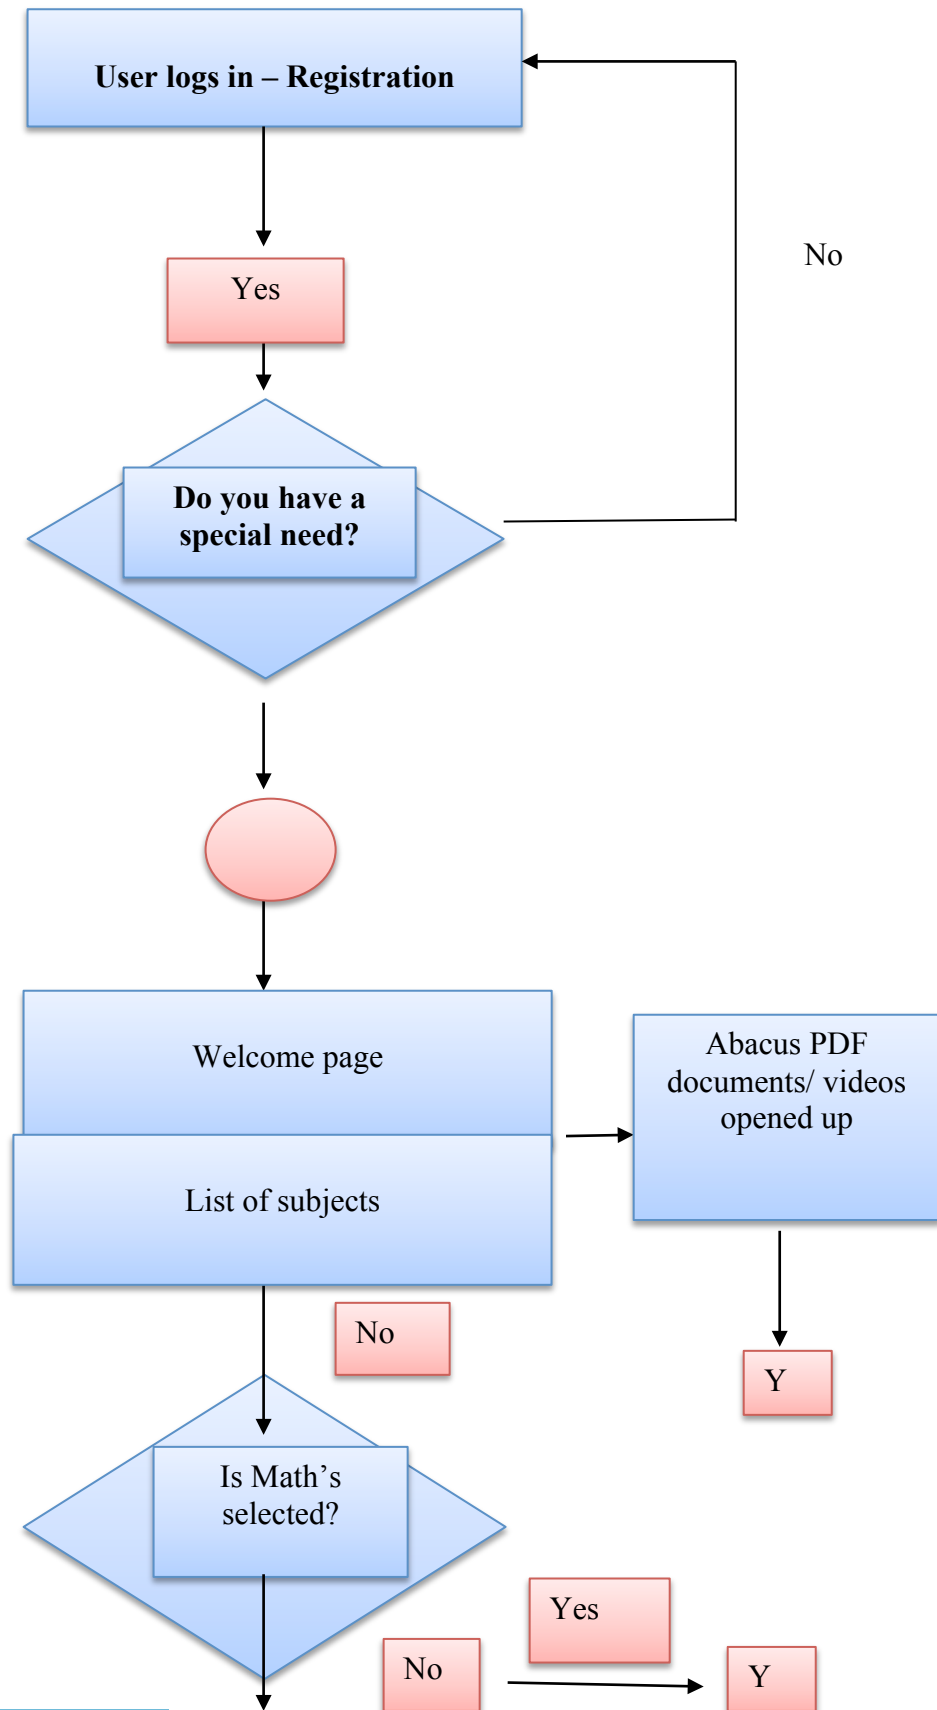 User logs in – Registration
No
Yes
Do you have a
special need?
Welcome page
Abacus PDF
documents/ videos
opened up
List of subjects
No
Y
Is Math's
selected?
Yes
No
Y